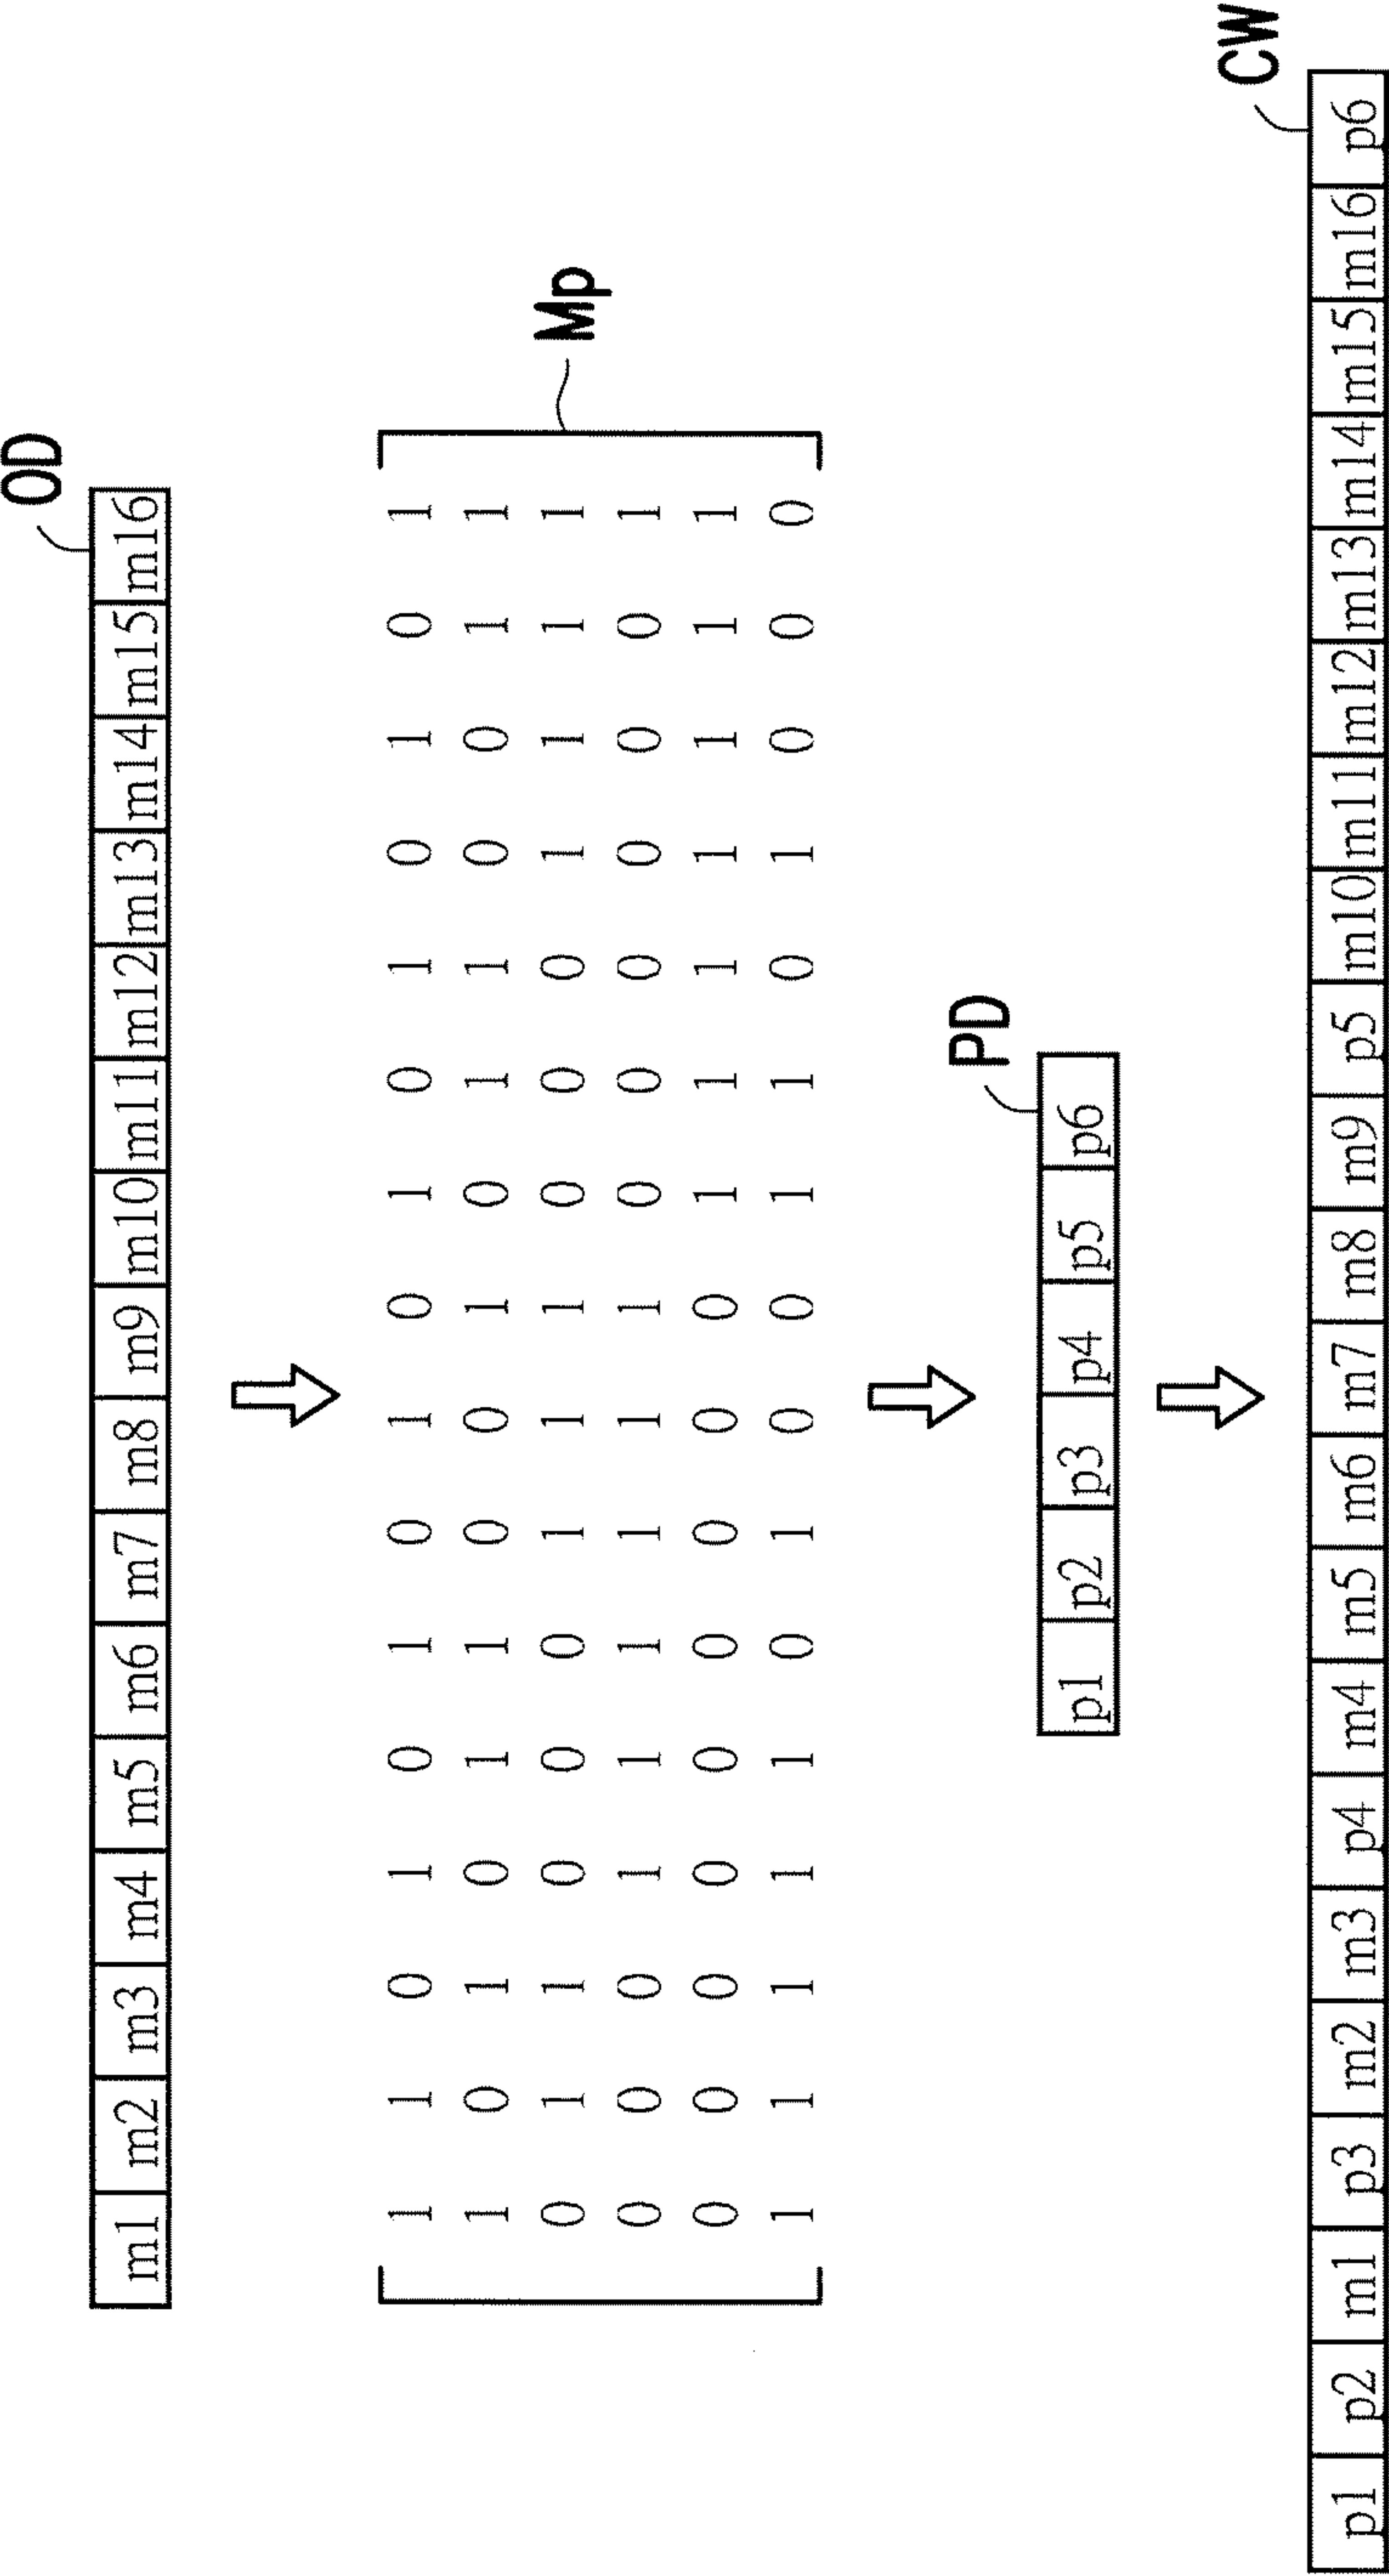 OD
m1 m2 m3 m4 m5 m6 m7 m8 m9 m10 m11 m12 m13 m14 m15 m16
Mp
1 1 0 1 0 1 0 1 0 1 0 1 0 1 0 1
1 0 1 0 1 1 0 0 1 0 1 1 0 0 1 1
0 1 1 0 0 0 1 1 1 0 0 0 1 1 1 1
0 0 0 1 1 1 1 1 1 0 0 0 0 0 0 1
0 0 0 0 0 0 0 0 0 1 1 1 1 1 1 1
1 1 1 1 1 0 1 0 0 1 1 0 1 0 0 0
PD
p1 p2 p3 p4 p5 p6
CW
p1 p2 m1 p3 m2 m3 p4 m4 m5 m6 m7 m8 m9 p5 m10 m11 m12 m13 m14 m15 m16 p6